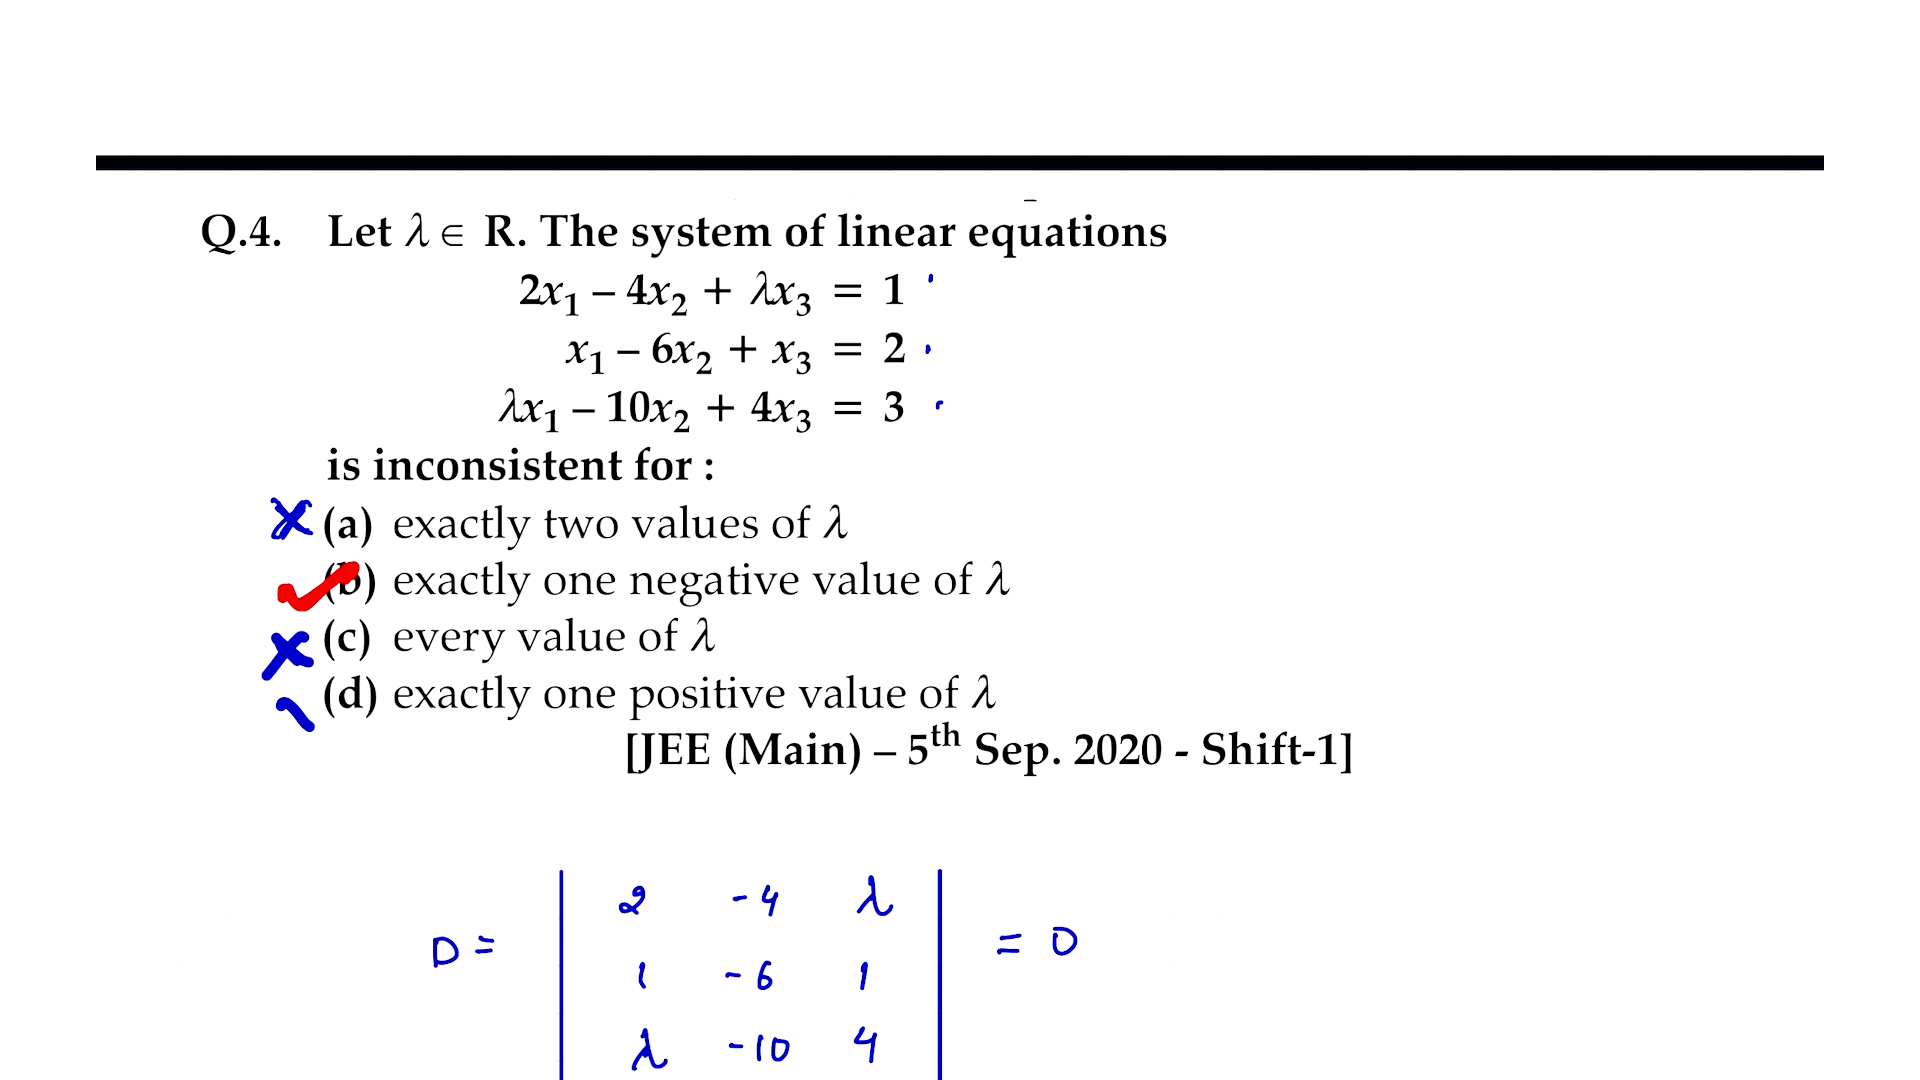 Q.4. Let λ ∈ R. The system of linear equations
2x₁ – 4x₂ + λx₃ = 1
x₁ – 6x₂ + x₃ = 2
λx₁ – 10x₂ + 4x₃ = 3
is inconsistent for :
(a) exactly two values of λ
(b) exactly one negative value of λ
(c) every value of λ
(d) exactly one positive value of λ
[JEE (Main) – 5th Sep. 2020 - Shift-1]
2 -4 λ
D = 1 -6 1 = 0
λ -10 4